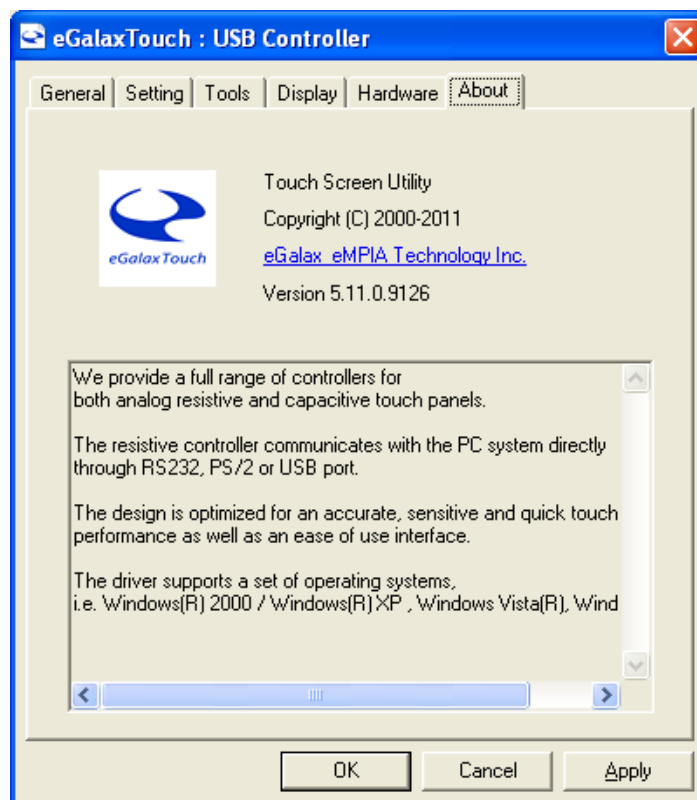 eGalaxTouch : USB Controller
General Setting Tools Display Hardware About
eGalaxTouch
Touch Screen Utility
Copyright (C) 2000-2011
eGalax_eMPIA Technology Inc.
Version 5.11.0.9126
We provide a full range of controllers for
both analog resistive and capacitive touch panels.
The resistive controller communicates with the PC system directly
through RS232, PS/2 or USB port.
The design is optimized for an accurate, sensitive and quick touch
performance as well as an ease of use interface.
The driver supports a set of operating systems,
i.e. Windows(R) 2000 / Windows(R) XP , Windows Vista(R), Wind
OK Cancel Apply